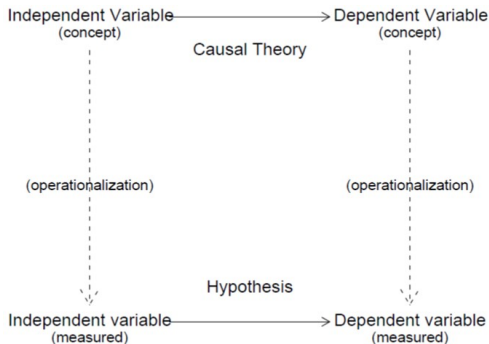 Independent Variable
(concept)
Dependent Variable
(concept)
Causal Theory
(operationalization)
(operationalization)
Hypothesis
Independent variable
(measured)
Dependent variable
(measured)